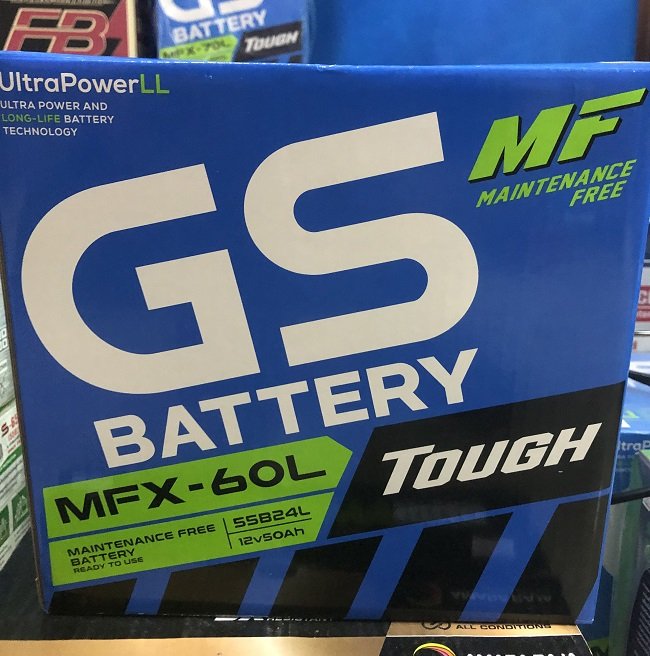 FB
GS
BATTERY
MFX-70L
TOUGH
UltraPowerLL
ULTRA POWER AND
LONG-LIFE BATTERY
TECHNOLOGY
MF
MAINTENANCE
FREE
GS
BATTERY
MFX-60L
TOUGH
MAINTENANCE FREE
BATTERY
READY TO USE
55B24L
12V50Ah
ALL CONDITIONS